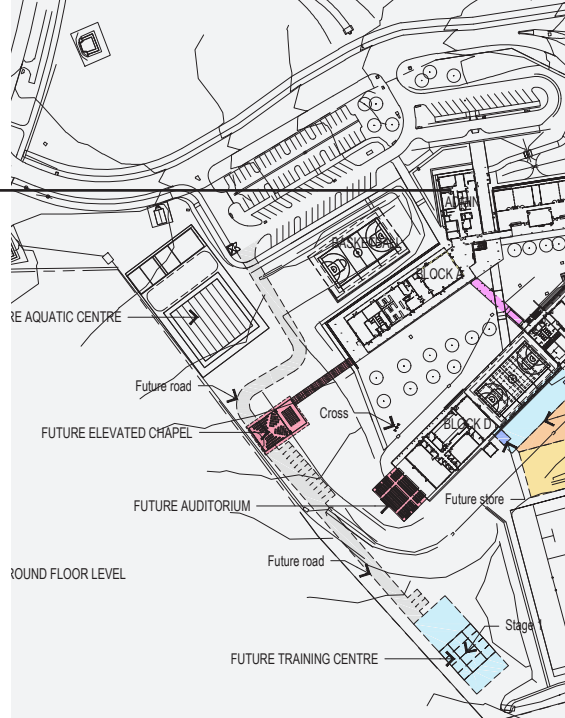 ADMIN
BASKETBALL
BLOCK A
RE AQUATIC CENTRE
Future road
Cross
BLOCK D
FUTURE ELEVATED CHAPEL
FUTURE AUDITORIUM
Future store
Future road
ROUND FLOOR LEVEL
Stage 1
FUTURE TRAINING CENTRE